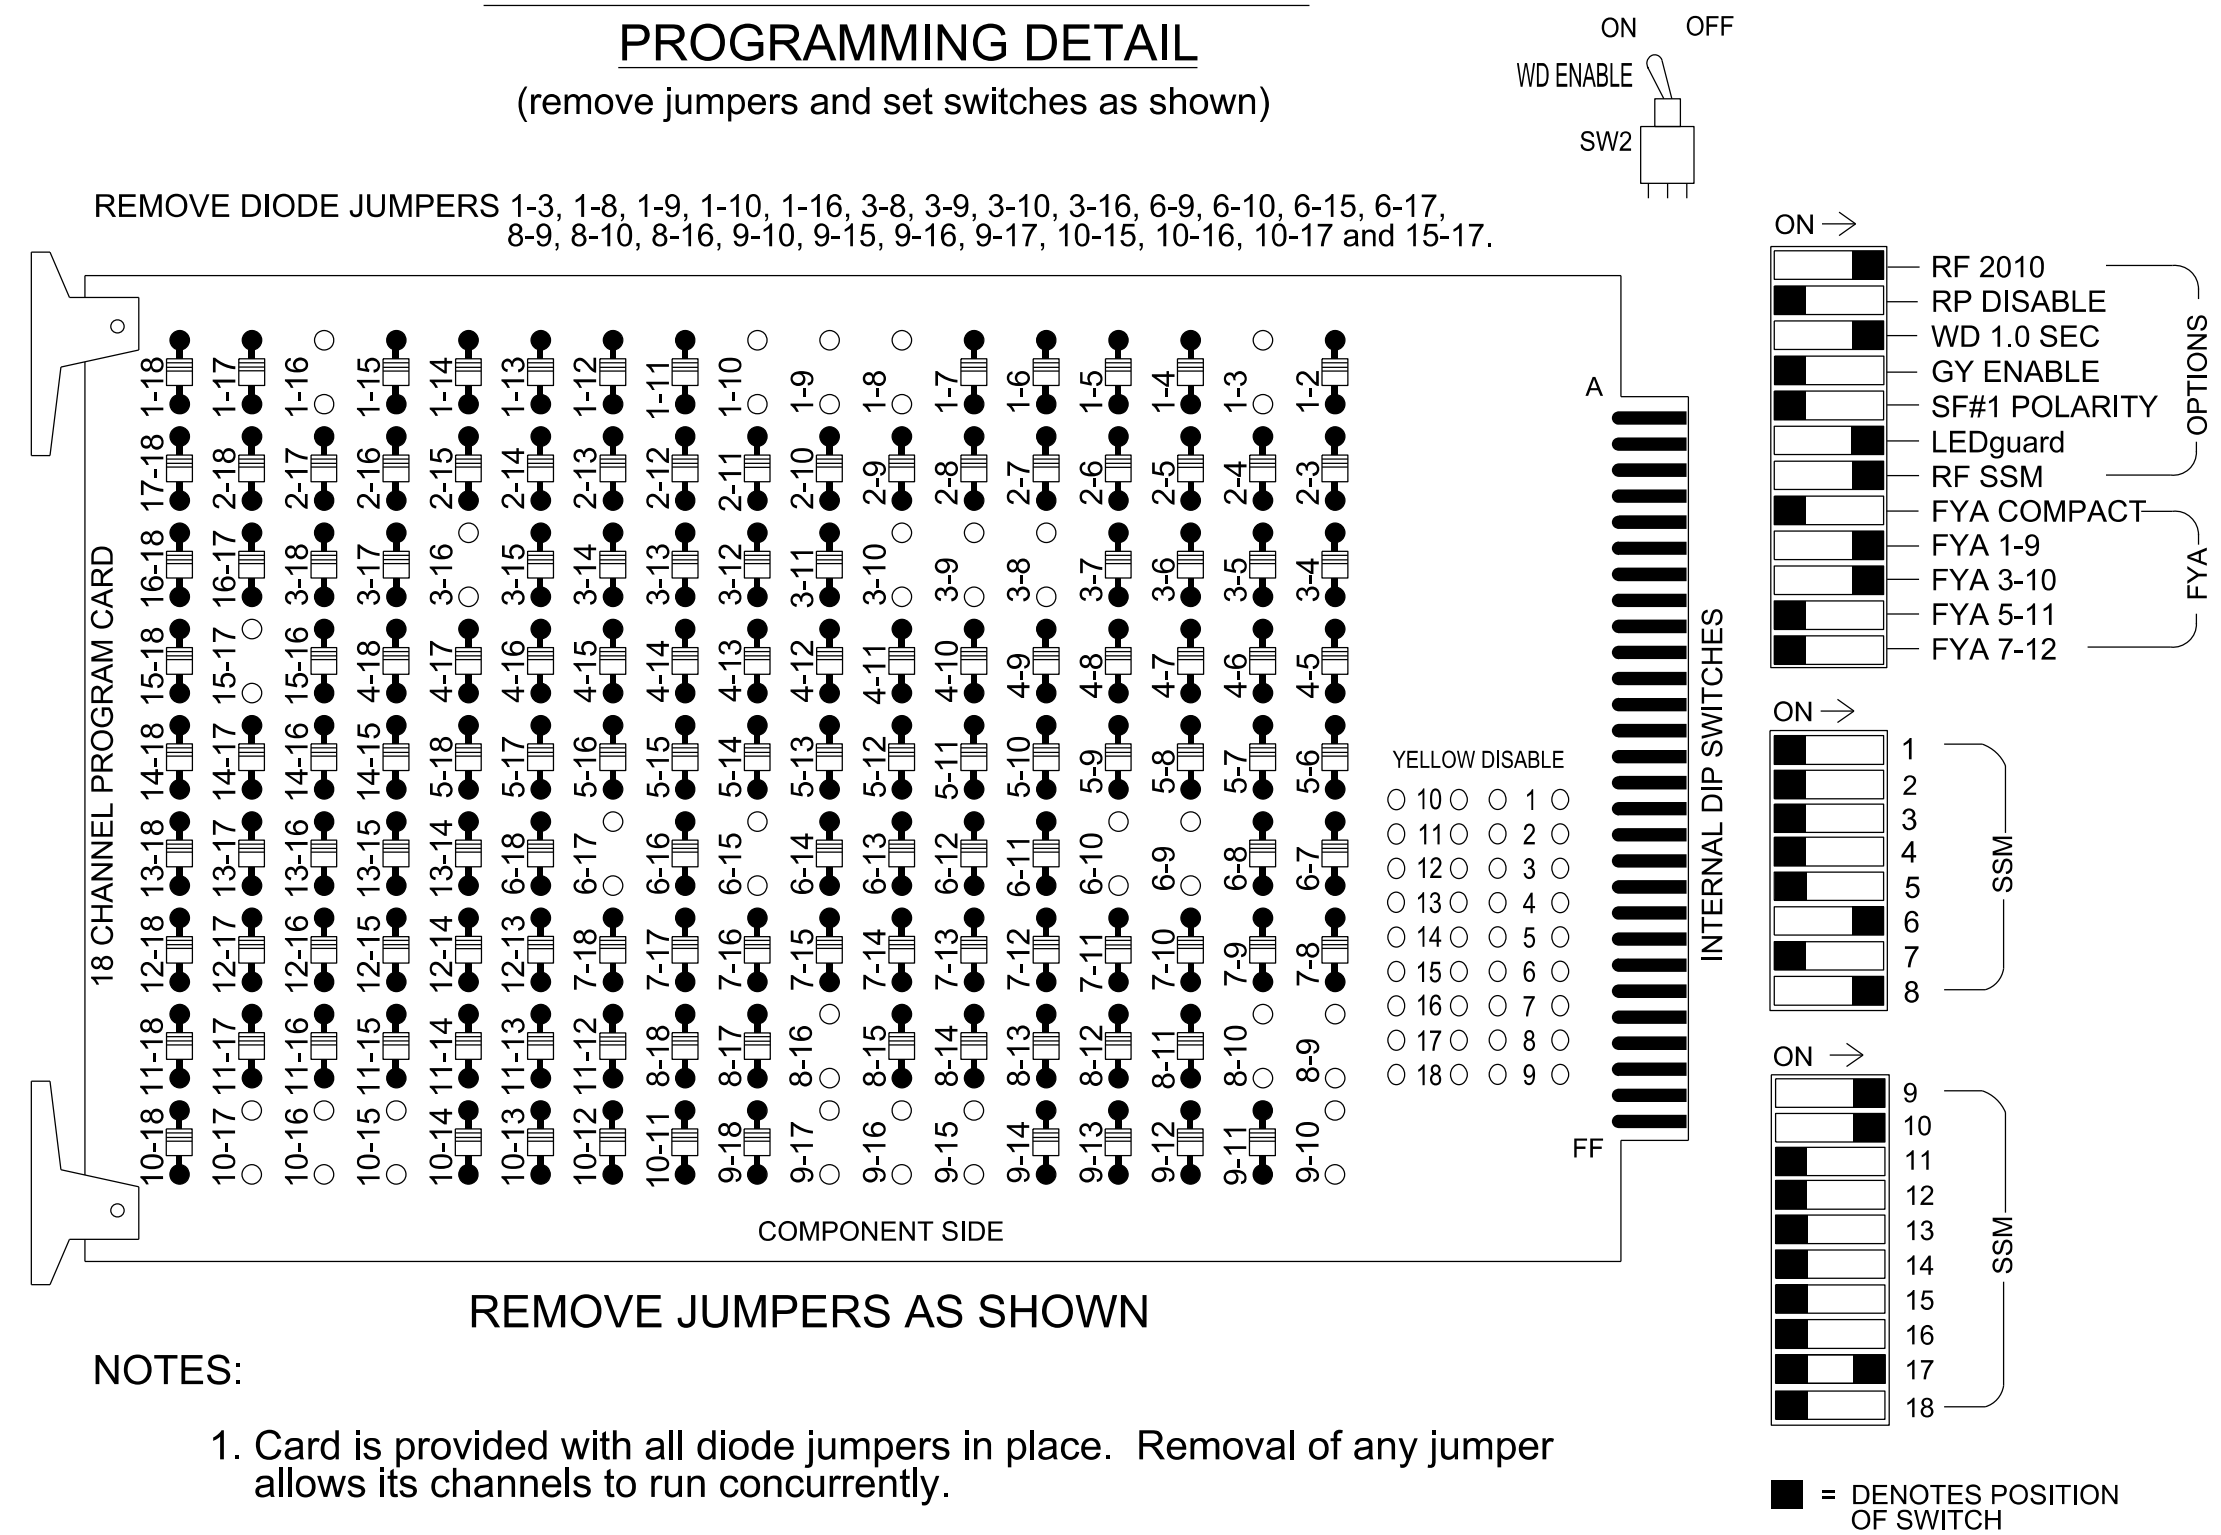 PROGRAMMING DETAIL
(remove jumpers and set switches as shown)
ON OFF
WD ENABLE
SW2
REMOVE DIODE JUMPERS 1-3, 1-8, 1-9, 1-10, 1-16, 3-8, 3-9, 3-10, 3-16, 6-9, 6-10, 6-15, 6-17,
8-9, 8-10, 8-16, 9-10, 9-15, 9-16, 9-17, 10-15, 10-16, 10-17 and 15-17.
18 CHANNEL PROGRAM CARD
1-18 1-17 1-16 1-15 1-14 1-13 1-12 1-11 1-10 1-9 1-8 1-7 1-6 1-5 1-4 1-3 1-2
17-18 2-18 2-17 2-16 2-15 2-14 2-13 2-12 2-11 2-10 2-9 2-8 2-7 2-6 2-5 2-4 2-3
16-18 16-17 3-18 3-17 3-16 3-15 3-14 3-13 3-12 3-11 3-10 3-9 3-8 3-7 3-6 3-5 3-4
15-18 15-17 15-16 4-18 4-17 4-16 4-15 4-14 4-13 4-12 4-11 4-10 4-9 4-8 4-7 4-6 4-5
14-18 14-17 14-16 14-15 5-18 5-17 5-16 5-15 5-14 5-13 5-12 5-11 5-10 5-9 5-8 5-7 5-6
13-18 13-17 13-16 13-15 13-14 6-18 6-17 6-16 6-15 6-14 6-13 6-12 6-11 6-10 6-9 6-8 6-7
12-18 12-17 12-16 12-15 12-14 12-13 7-18 7-17 7-16 7-15 7-14 7-13 7-12 7-11 7-10 7-9 7-8
11-18 11-17 11-16 11-15 11-14 11-13 11-12 8-18 8-17 8-16 8-15 8-14 8-13 8-12 8-11 8-10 8-9
10-18 10-17 10-16 10-15 10-14 10-13 10-12 10-11 9-18 9-17 9-16 9-15 9-14 9-13 9-12 9-11 9-10
YELLOW DISABLE
10 1
11 2
12 3
13 4
14 5
15 6
16 7
17 8
18 9
A
FF
COMPONENT SIDE
INTERNAL DIP SWITCHES
ON
RF 2010
RP DISABLE
WD 1.0 SEC
GY ENABLE
SF#1 POLARITY
LEDguard
RF SSM
OPTIONS
FYA COMPACT
FYA 1-9
FYA 3-10
FYA 5-11
FYA 7-12
FYA
ON
1
2
3
4
5
6
7
8
SSM
ON
9
10
11
12
13
14
15
16
17
18
SSM
= DENOTES POSITION
OF SWITCH
REMOVE JUMPERS AS SHOWN
NOTES:
1. Card is provided with all diode jumpers in place. Removal of any jumper
allows its channels to run concurrently.